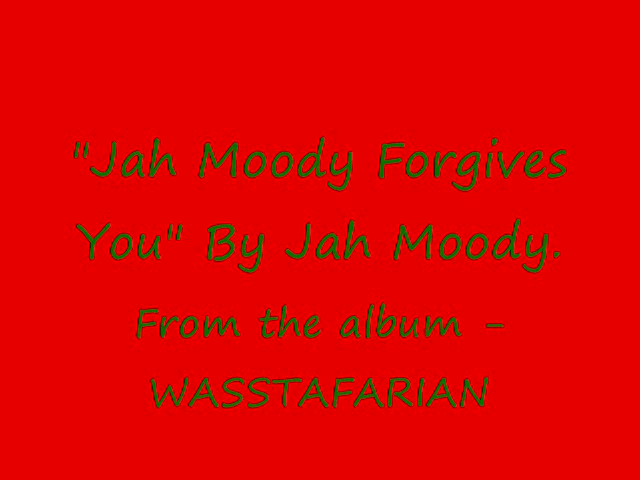 "Jah Moody Forgives
You" By Jah Moody.
From the album -
WASSTAFARIAN